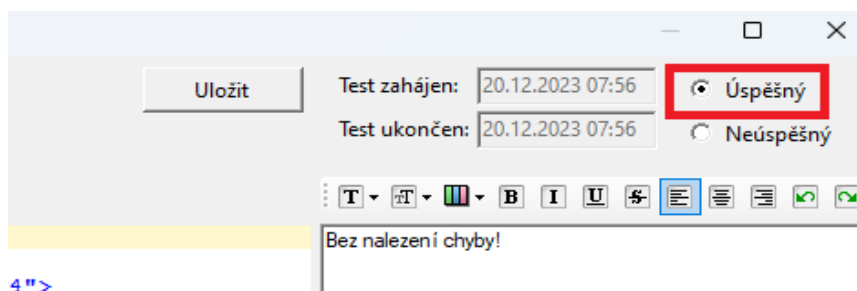 Uložit
Test zahájen: 20.12.2023 07:56
Úspěšný
Test ukončen: 20.12.2023 07:56
Neúspěšný
T T B I U S
Bez nalezení chyby!
4">